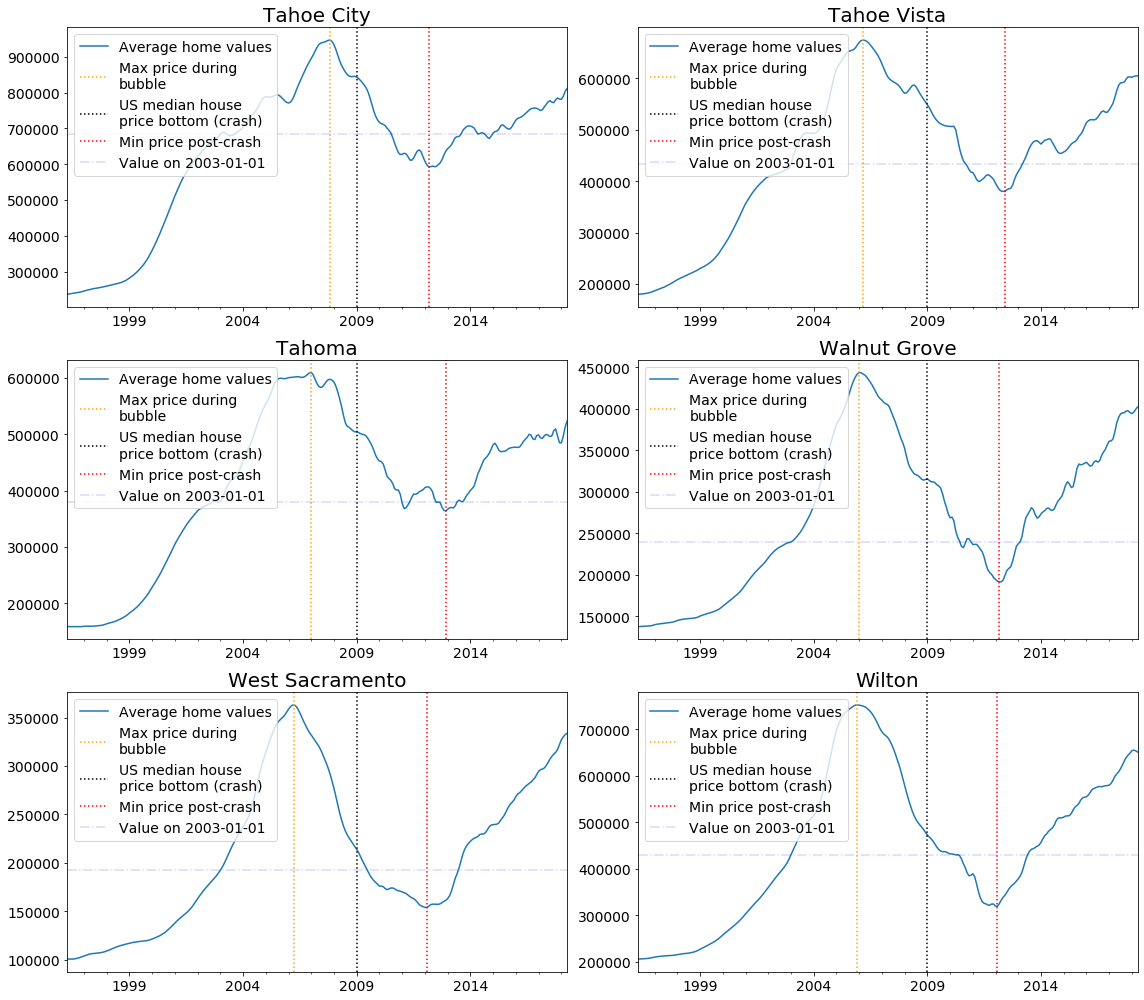 Tahoe City
900000
800000
700000
600000
500000
400000
300000
Average home values
Max price during
bubble
US median house
price bottom (crash)
Min price post-crash
Value on 2003-01-01
1999
2004
2009
2014
Tahoe Vista
600000
500000
400000
300000
200000
Average home values
Max price during
bubble
US median house
price bottom (crash)
Min price post-crash
Value on 2003-01-01
1999
2004
2009
2014
Tahoma
600000
500000
400000
300000
200000
Average home values
Max price during
bubble
US median house
price bottom (crash)
Min price post-crash
Value on 2003-01-01
1999
2004
2009
2014
Walnut Grove
450000
400000
350000
300000
250000
200000
150000
Average home values
Max price during
bubble
US median house
price bottom (crash)
Min price post-crash
Value on 2003-01-01
1999
2004
2009
2014
West Sacramento
350000
300000
250000
200000
150000
100000
Average home values
Max price during
bubble
US median house
price bottom (crash)
Min price post-crash
Value on 2003-01-01
1999
2004
2009
2014
Wilton
700000
600000
500000
400000
300000
200000
Average home values
Max price during
bubble
US median house
price bottom (crash)
Min price post-crash
Value on 2003-01-01
1999
2004
2009
2014